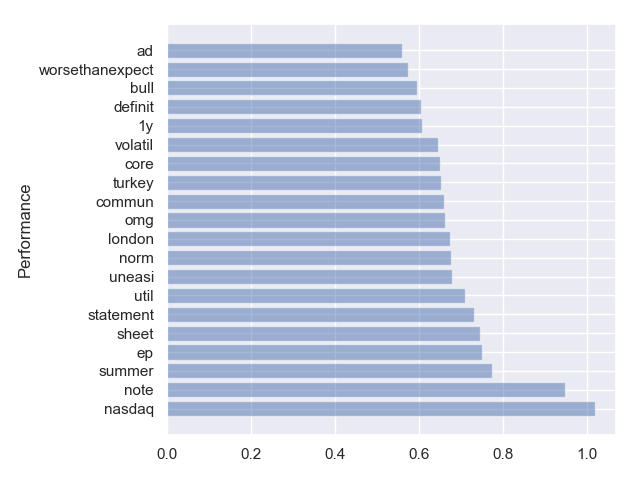 ad
worsethanexpect
bull
definit
1y
volatil
core
turkey
commun
omg
london
norm
uneasi
util
statement
sheet
ep
summer
note
nasdaq
Performance
0.0 0.2 0.4 0.6 0.8 1.0